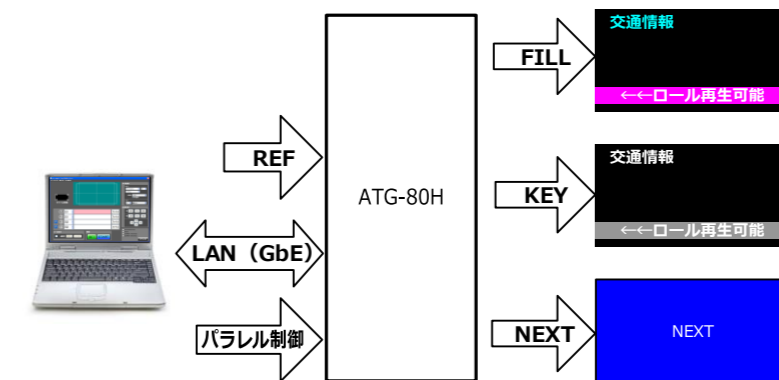 REF
LAN（GbE）
パラレル制御
ATG-80H
FILL
KEY
NEXT
交通情報
←←ロール再生可能
交通情報
←←ロール再生可能
NEXT